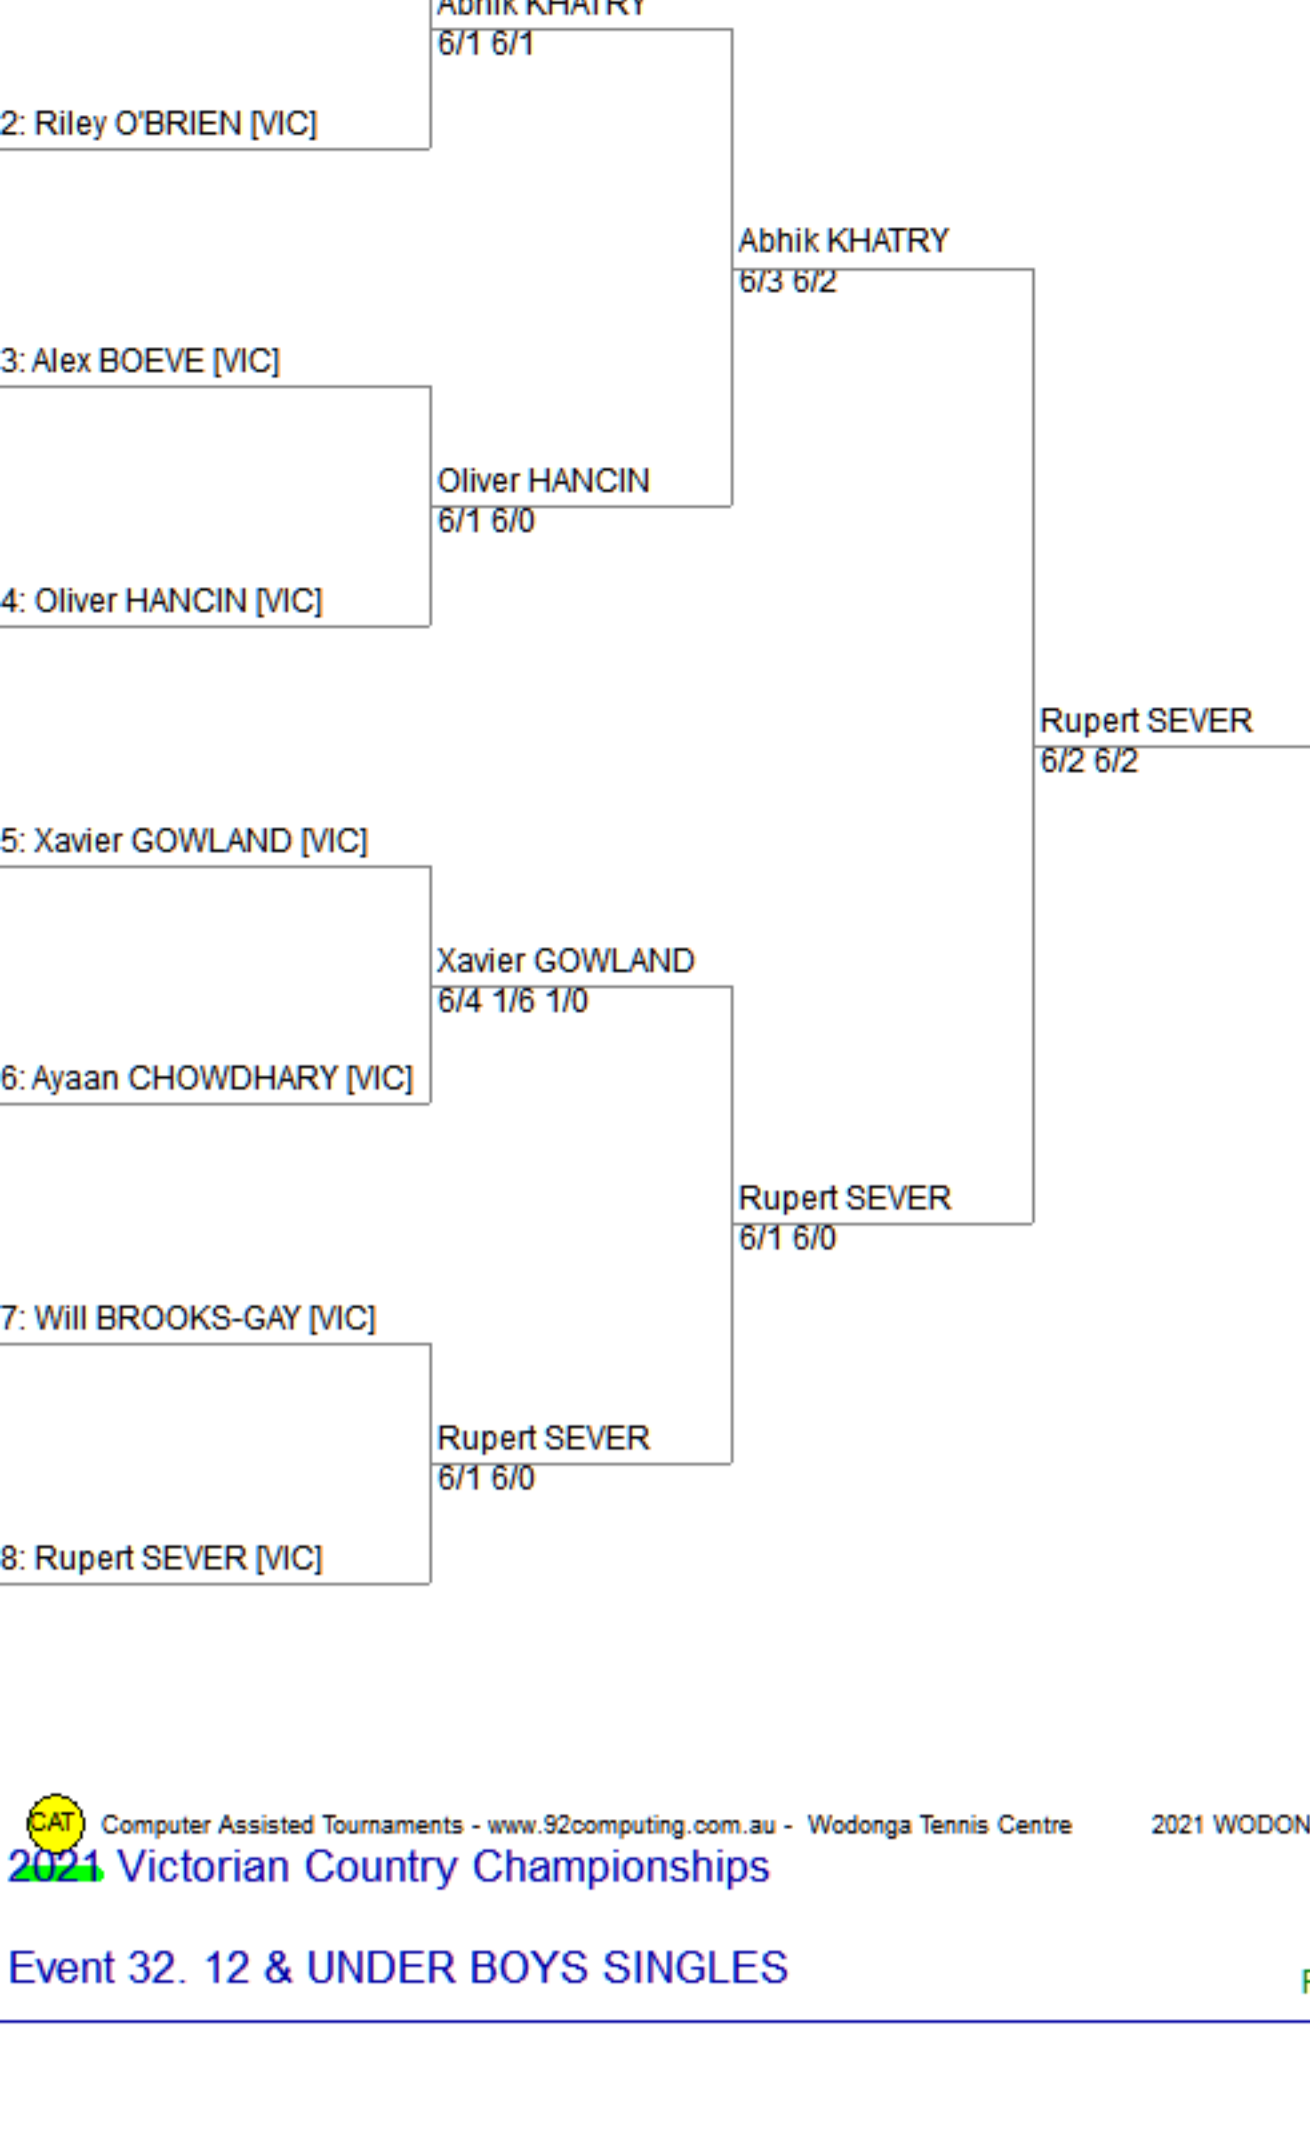 Abhik KHATRY
6/1 6/1
2: Riley O'BRIEN [VIC]
Abhik KHATRY
6/3 6/2
3: Alex BOEVE [VIC]
Oliver HANCIN
6/1 6/0
4: Oliver HANCIN [VIC]
Rupert SEVER
6/2 6/2
5: Xavier GOWLAND [VIC]
Xavier GOWLAND
6/4 1/6 1/0
6: Ayaan CHOWDHARY [VIC]
Rupert SEVER
6/1 6/0
7: Will BROOKS-GAY [VIC]
Rupert SEVER
6/1 6/0
8: Rupert SEVER [VIC]
CAT Computer Assisted Tournaments - www.92computing.com.au - Wodonga Tennis Centre 2021 WODON
2021 Victorian Country Championships
Event 32. 12 & UNDER BOYS SINGLES